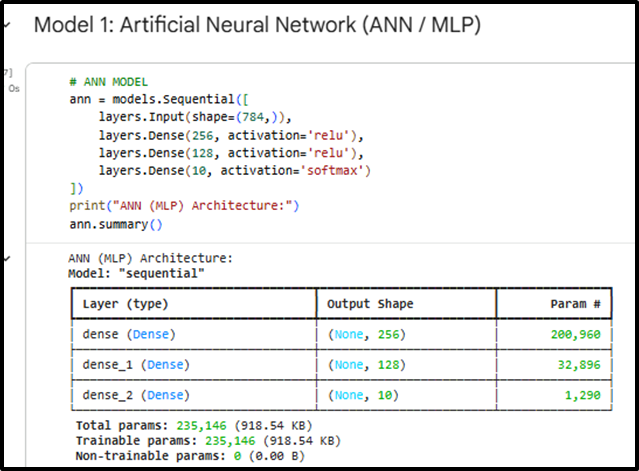 Model 1: Artificial Neural Network (ANN / MLP)
7]
0s
# ANN MODEL
ann = models.Sequential([
    layers.Input(shape=(784,)),
    layers.Dense(256, activation='relu'),
    layers.Dense(128, activation='relu'),
    layers.Dense(10, activation='softmax')
])
print("ANN (MLP) Architecture:")
ann.summary()
ANN (MLP) Architecture:
Model: "sequential"
Layer (type) Output Shape Param #
dense (Dense) (None, 256) 200,960
dense_1 (Dense) (None, 128) 32,896
dense_2 (Dense) (None, 10) 1,290
Total params: 235,146 (918.54 KB)
Trainable params: 235,146 (918.54 KB)
Non-trainable params: 0 (0.00 B)